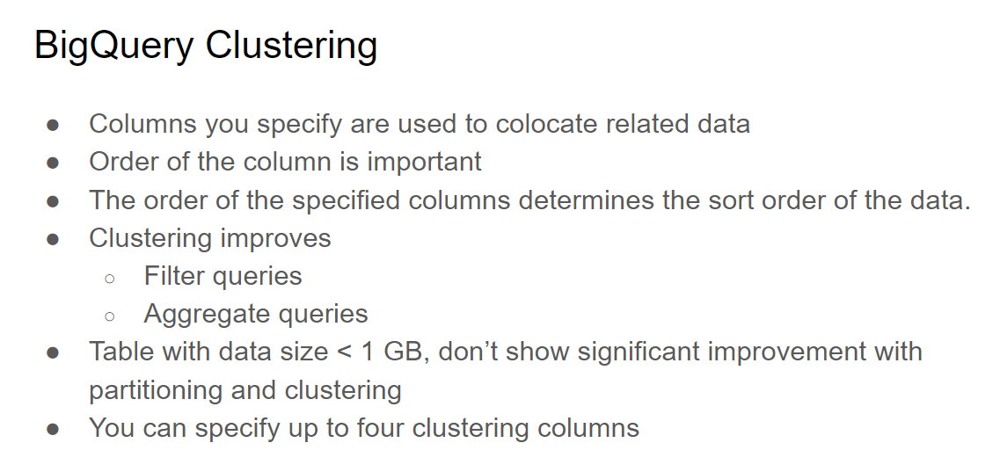 BigQuery Clustering
● Columns you specify are used to colocate related data
● Order of the column is important
● The order of the specified columns determines the sort order of the data.
● Clustering improves
○ Filter queries
○ Aggregate queries
● Table with data size < 1 GB, don’t show significant improvement with
partitioning and clustering
● You can specify up to four clustering columns